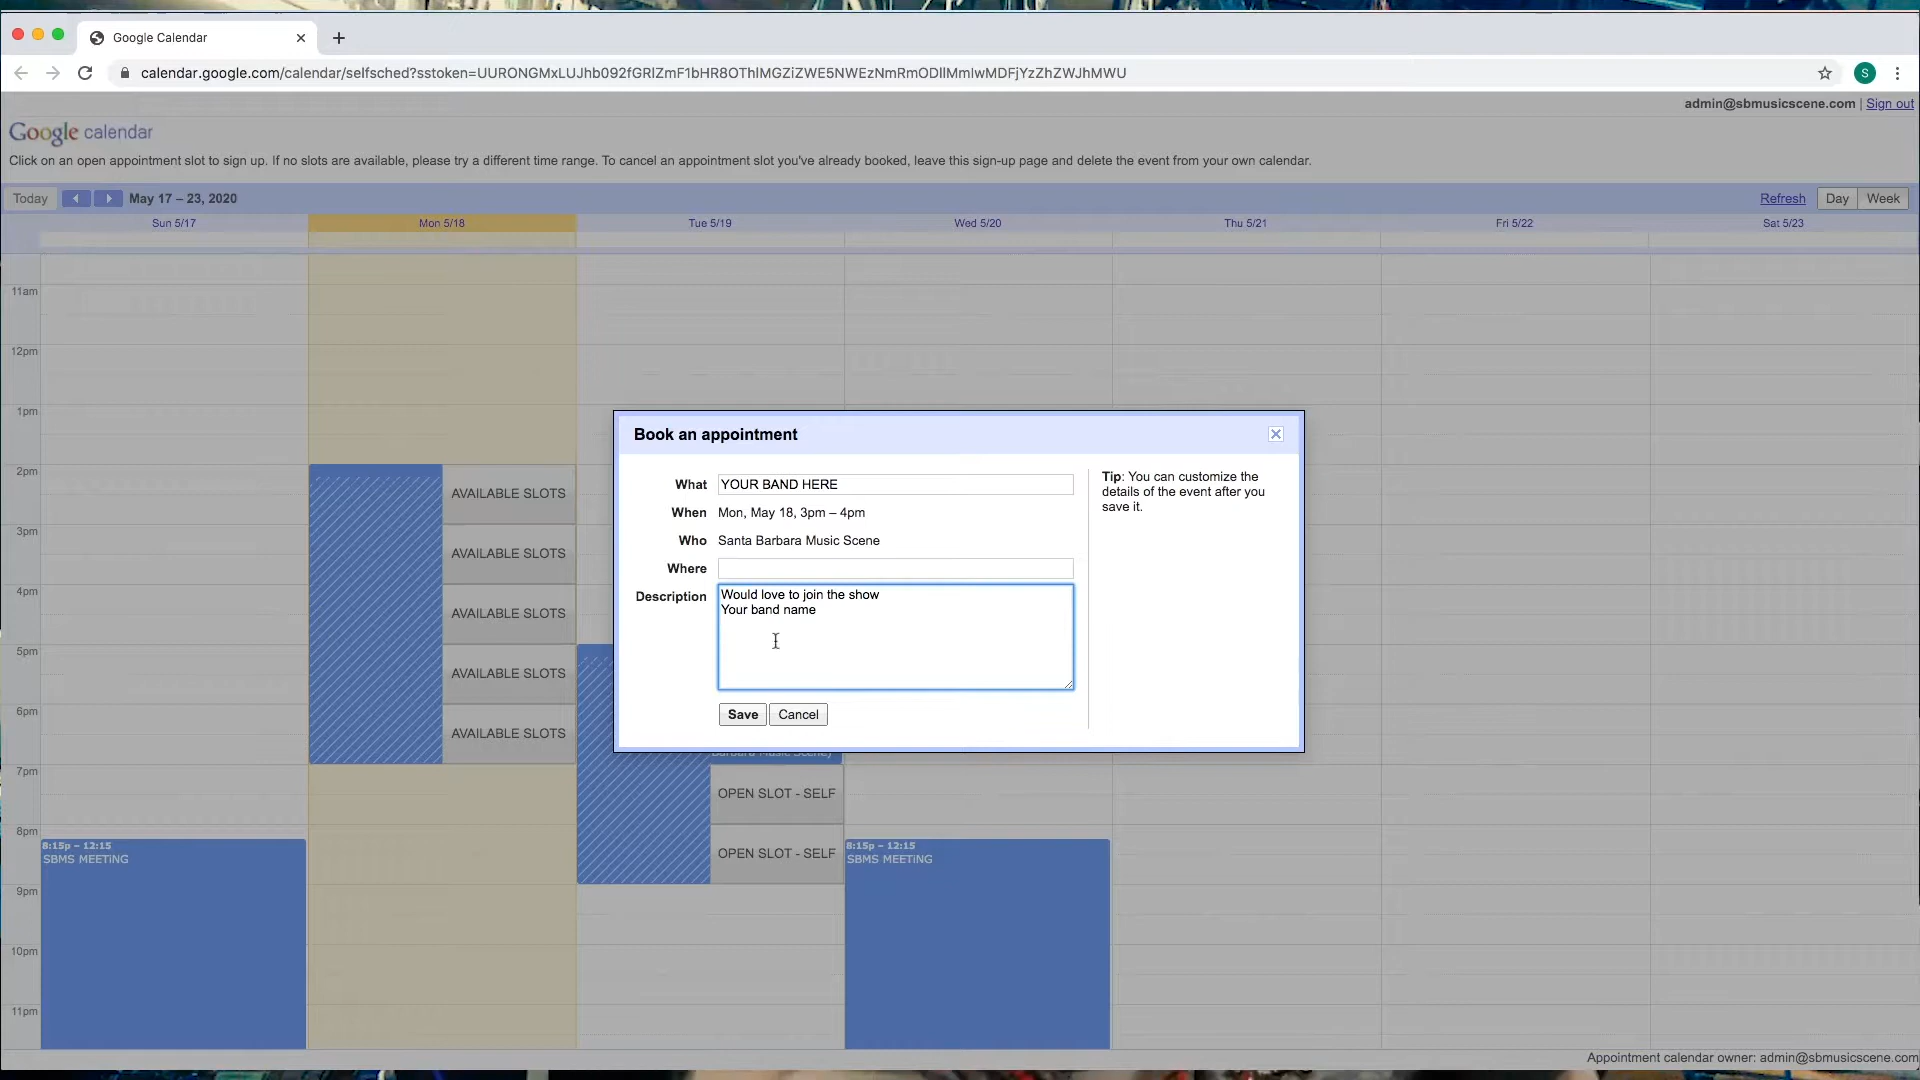 Google Calendar
calendar.google.com/calendar/selfsched?sstoken=UURONGMxLUJhb092fGRlZmF1bHR8OThlMGZiZWE5NWEzNmRmODllMmIwMDFjYzZhZWJhMWU
S
admin@sbmusicscene.com | Sign out
Google calendar
Click on an open appointment slot to sign up. If no slots are available, please try a different time range. To cancel an appointment slot you've already booked, leave this sign-up page and delete the event from your own calendar.
Today May 17 – 23, 2020 Refresh Day Week
Sun 5/17 Mon 5/18 Tue 5/19 Wed 5/20 Thu 5/21 Fri 5/22 Sat 5/23
11am
12pm
1pm
2pm
3pm
4pm
5pm
6pm
7pm
8pm
9pm
10pm
11pm
AVAILABLE SLOTS
AVAILABLE SLOTS
AVAILABLE SLOTS
AVAILABLE SLOTS
AVAILABLE SLOTS
Book an appointment
What YOUR BAND HERE
When Mon, May 18, 3pm – 4pm
Who Santa Barbara Music Scene
Where
Description Would love to join the show
Your band name
Save Cancel
Tip: You can customize the
details of the event after you
save it.
Barbara Music Scene)
OPEN SLOT - SELF
OPEN SLOT - SELF
8:15p – 12:15
SBMS MEETiNG
8:15p – 12:15
SBMS MEETiNG
Appointment calendar owner: admin@sbmusicscene.com